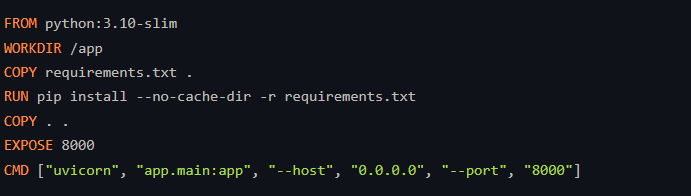 FROM python:3.10-slim
WORKDIR /app
COPY requirements.txt .
RUN pip install --no-cache-dir -r requirements.txt
COPY . .
EXPOSE 8000
CMD ["uvicorn", "app.main:app", "--host", "0.0.0.0", "--port", "8000"]